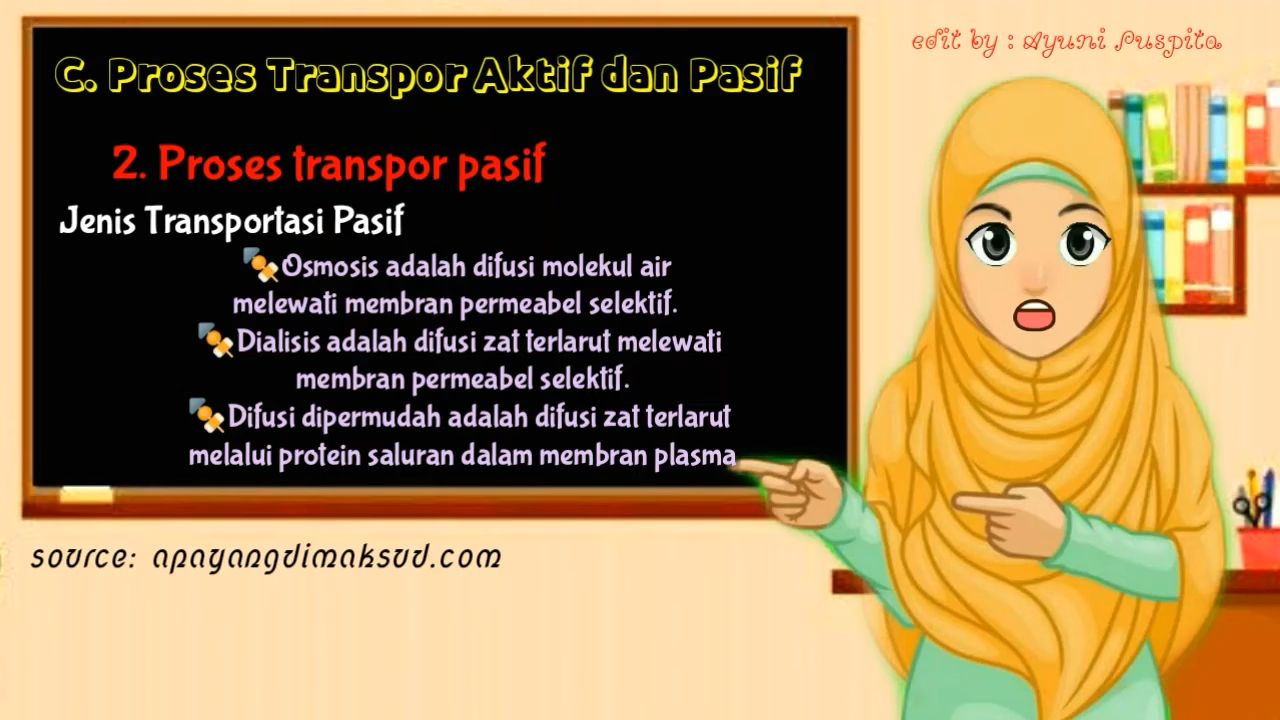 edit by : Ayuni Puspita
C. Proses Transpor Aktif dan Pasif
2. Proses transpor pasif
Jenis Transportasi Pasif
Osmosis adalah difusi molekul air
melewati membran permeabel selektif.
Dialisis adalah difusi zat terlarut melewati
membran permeabel selektif.
Difusi dipermudah adalah difusi zat terlarut
melalui protein saluran dalam membran plasma
source: apayangdimaksud.com